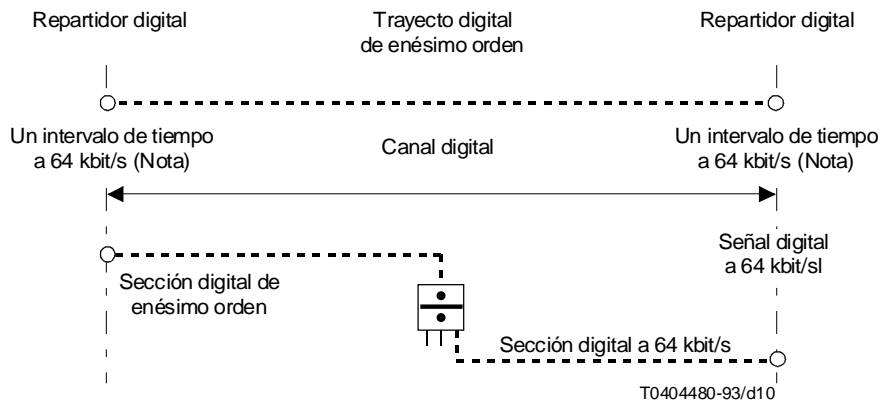 Repartidor digital
Trayecto digital
de enésimo orden
Repartidor digital
Un intervalo de tiempo
a 64 kbit/s (Nota)
Canal digital
Un intervalo de tiempo
a 64 kbit/s (Nota)
Señal digital
a 64 kbit/sl
Sección digital de
enésimo orden
Sección digital a 64 kbit/s
T0404480-93/d10